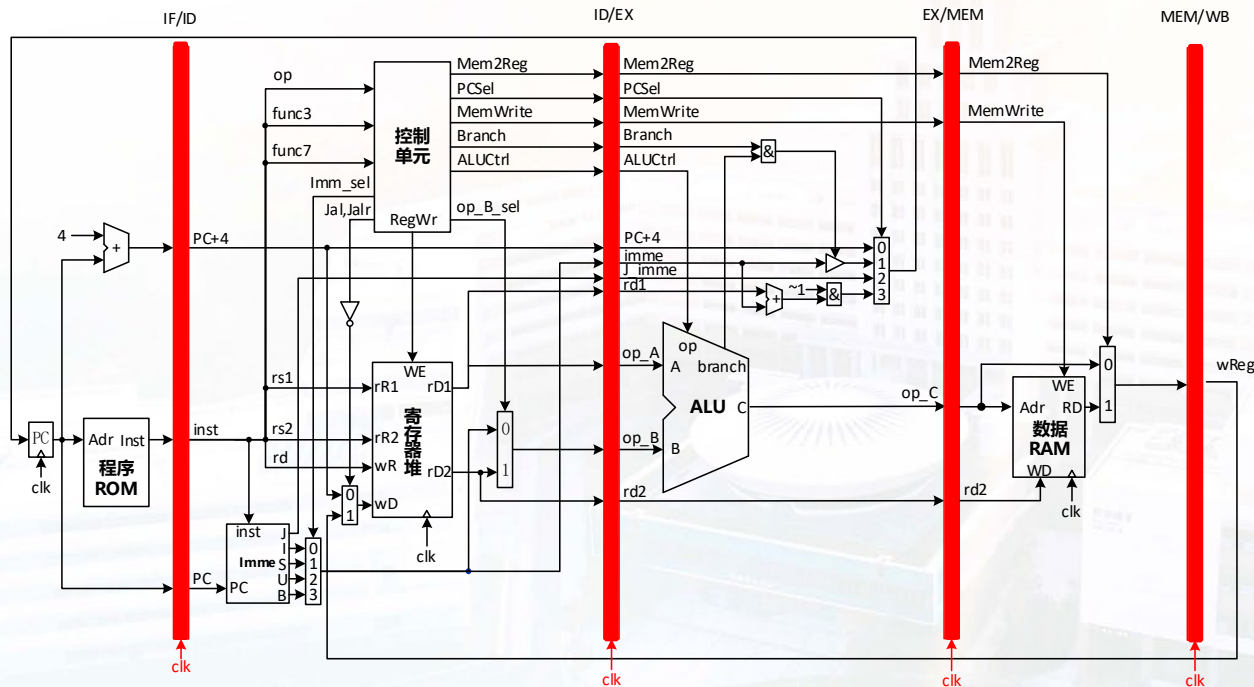 IF/ID
ID/EX
EX/MEM
MEM/WB
op
func3
func7
Imm_sel
Jal,Jalr
控制
单元
RegWr
Mem2Reg
PCSel
MemWrite
Branch
ALUCtrl
op_B_sel
Mem2Reg
PCSel
MemWrite
Branch
ALUCtrl
&
Mem2Reg
MemWrite
4
+
PC+4
PC+4
imme
J_imme
rd1
+
~1
&
0
1
2
3
PC
clk
Adr Inst
程序
ROM
inst
rs1
rs2
rd
WE
rR1
rD1
rR2
wR
rD2
wD
寄
存
器
堆
clk
0
1
0
1
op_A
op_B
rd2
op
branch
A
ALU
C
B
op_C
rd2
WE
Adr
RD
数据
RAM
WD
clk
0
1
wReg
inst
Imme
PC
J
I
S
U
B
0
1
2
3
PC
clk
clk
clk
clk